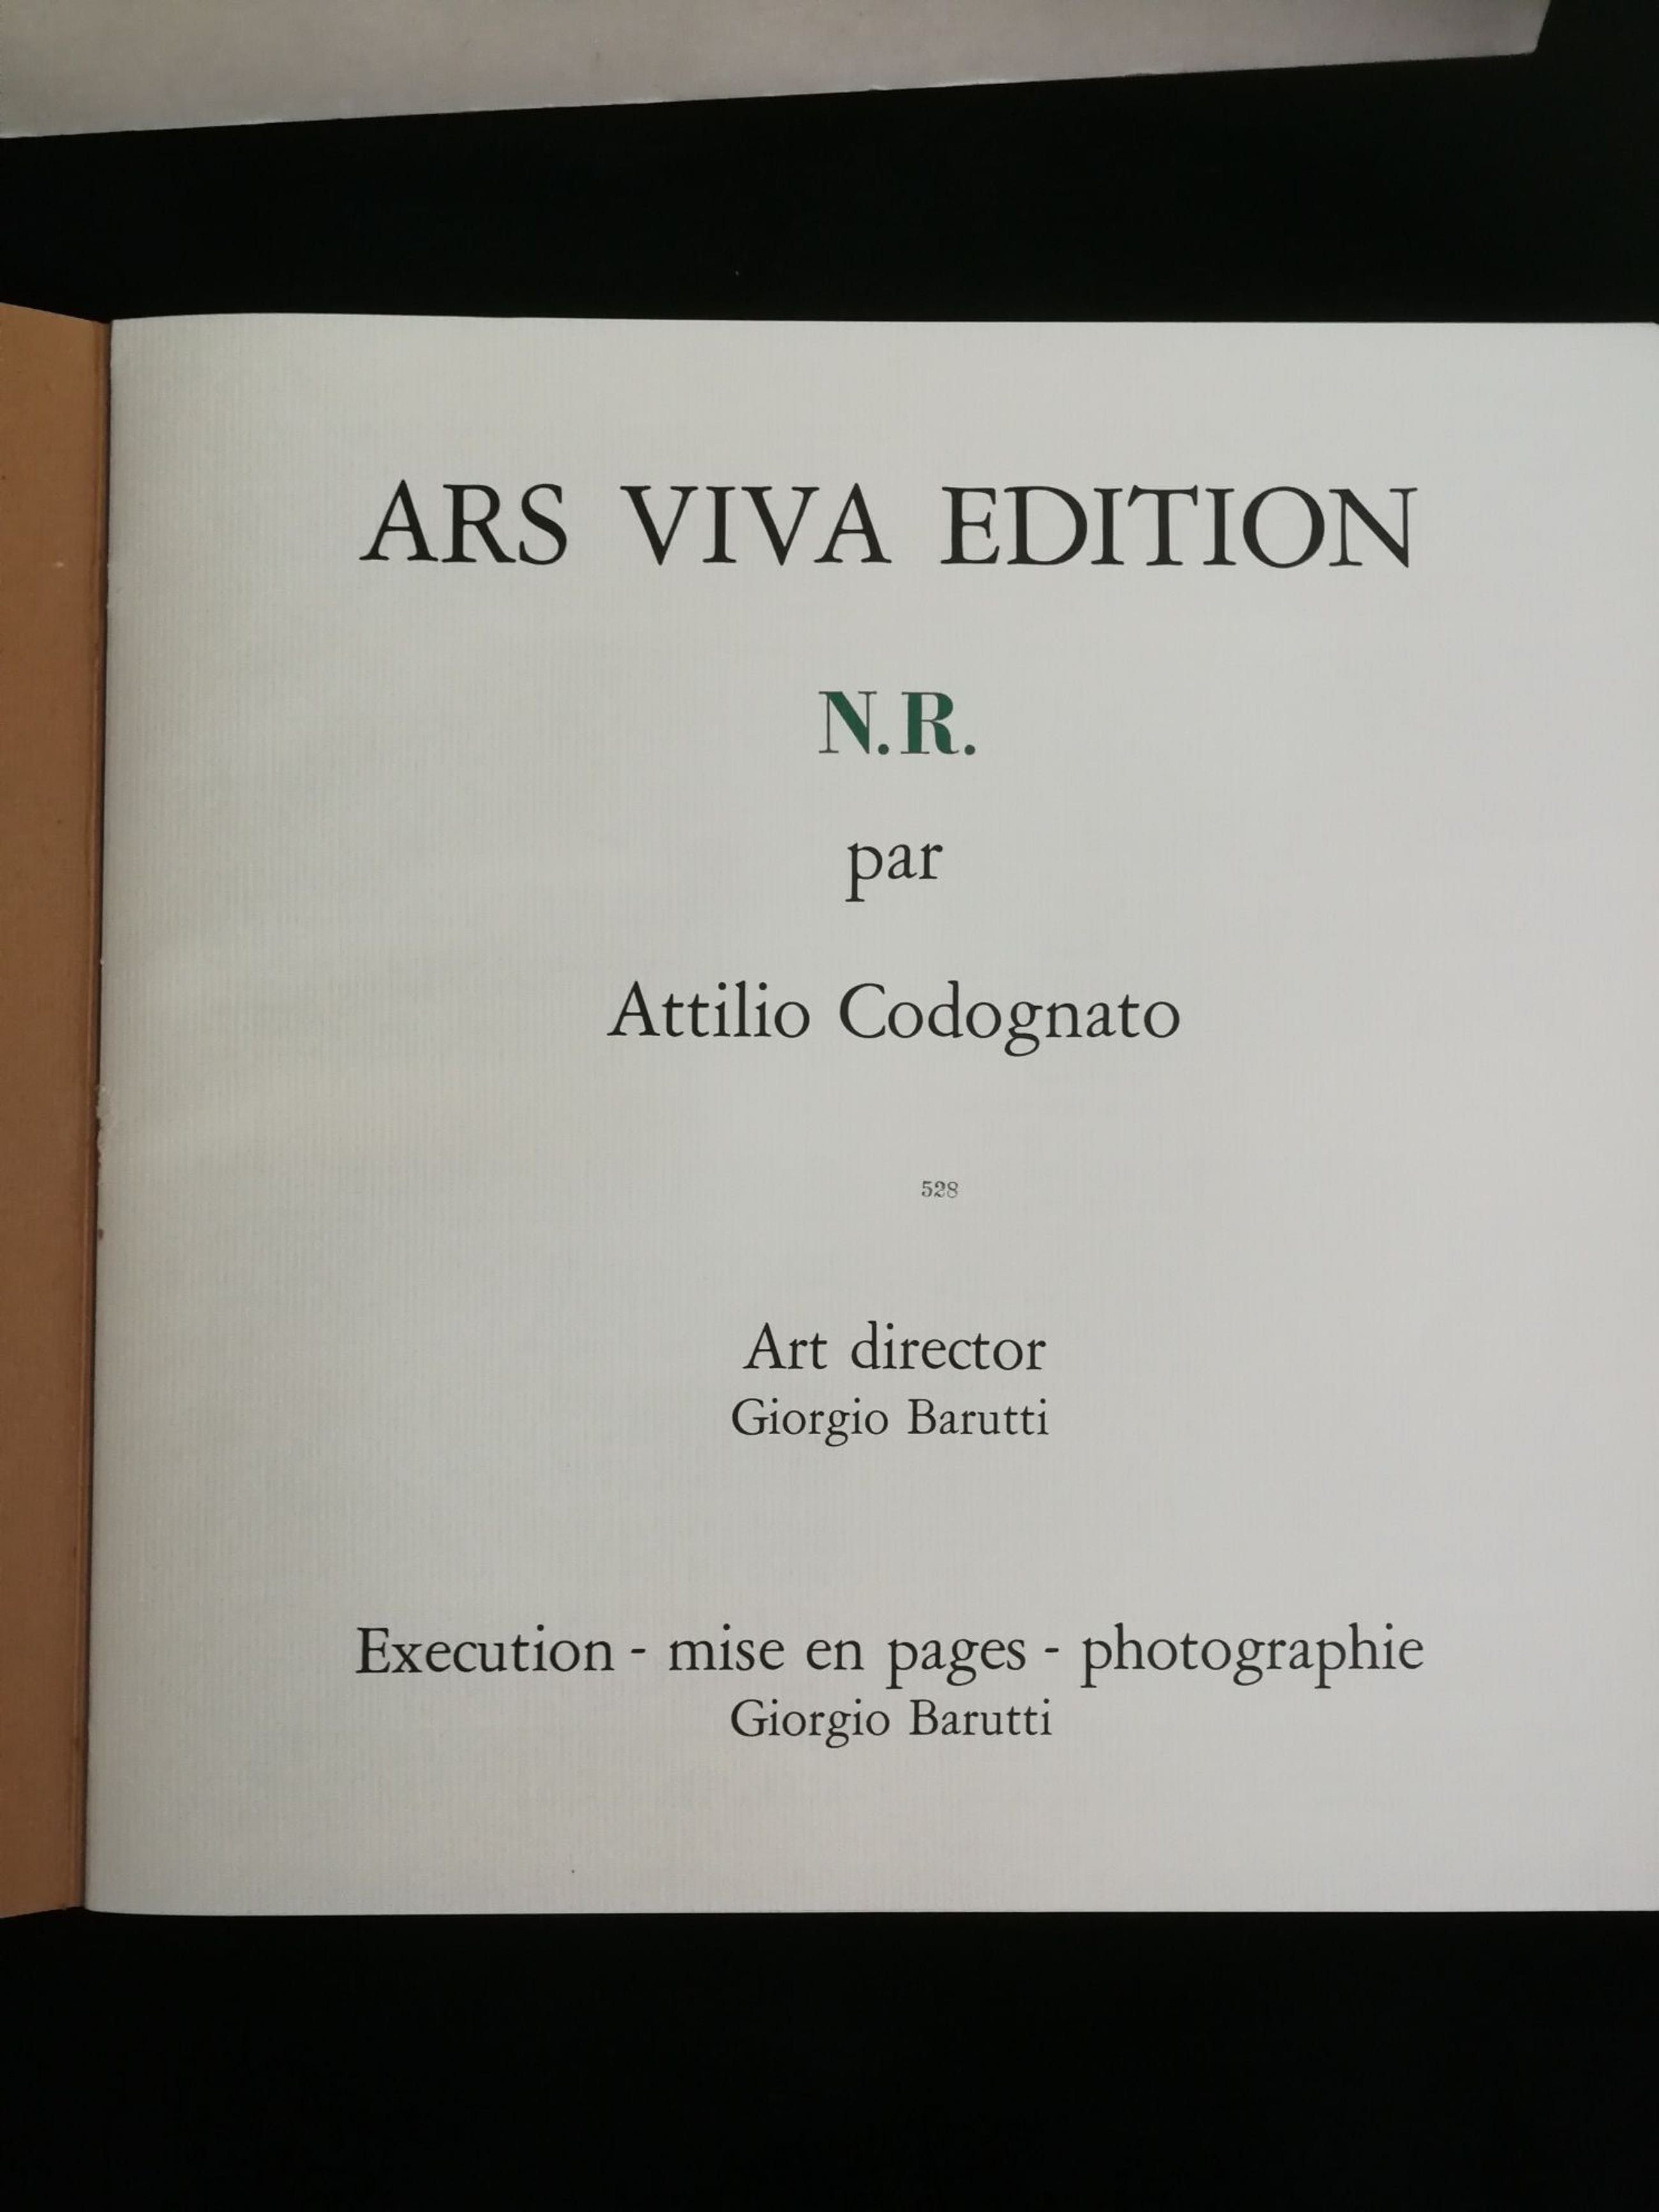 ARS VIVA EDITION
N.R.
par
Attilio Codognato
528
Art director
Giorgio Barutti
Execution - mise en pages - photographie
Giorgio Barutti